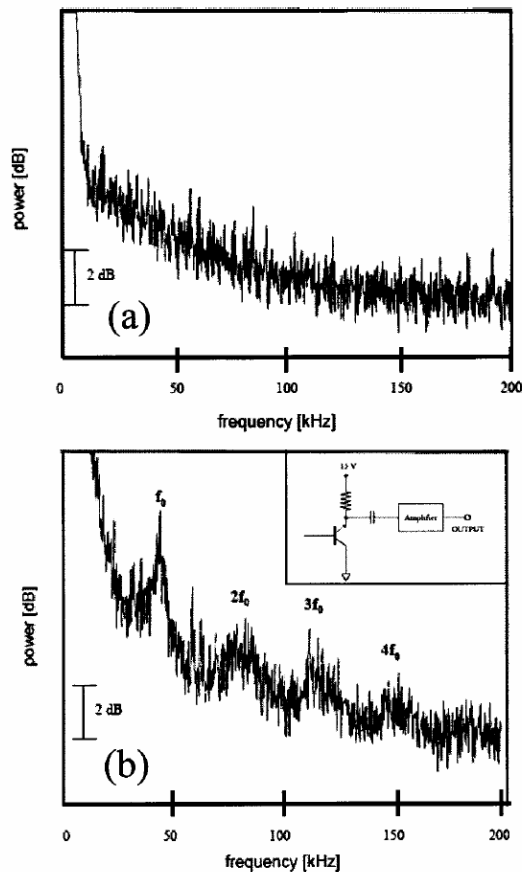 power [dB]
2 dB
(a)
0 50 100 150 200
frequency [kHz]
f₀
2f₀
3f₀
4f₀
15 V
Amplifier
OUTPUT
power [dB]
2 dB
(b)
0 50 100 150 200
frequency [kHz]